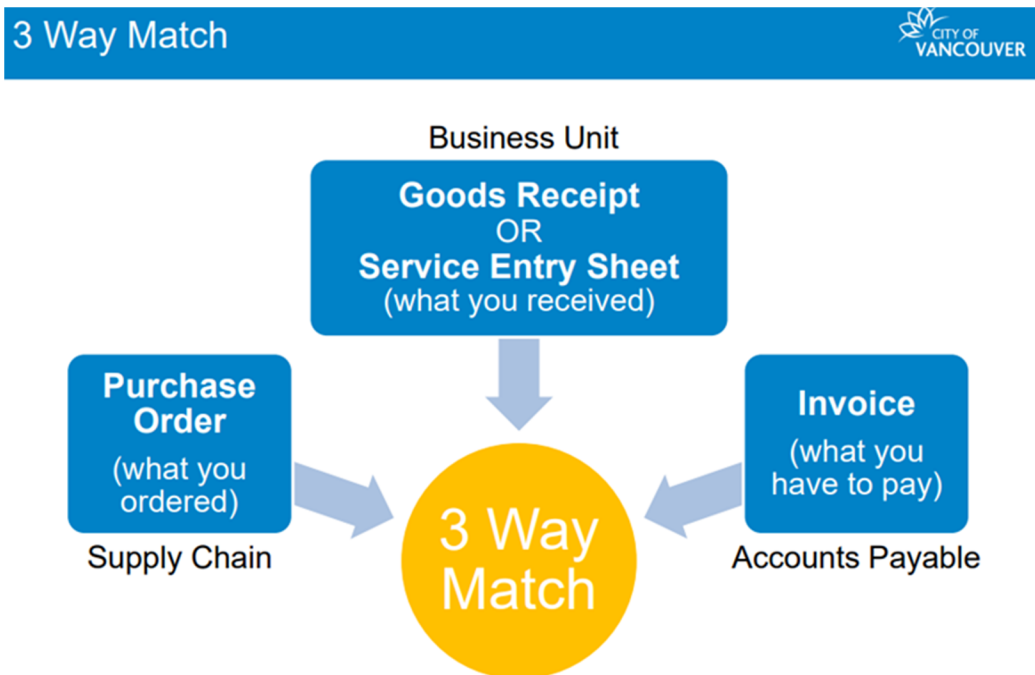 3 Way Match
CITY OF
VANCOUVER
Business Unit
Goods Receipt
OR
Service Entry Sheet
(what you received)
Purchase
Order
(what you
ordered)
Supply Chain
Invoice
(what you
have to pay)
Accounts Payable
3 Way
Match